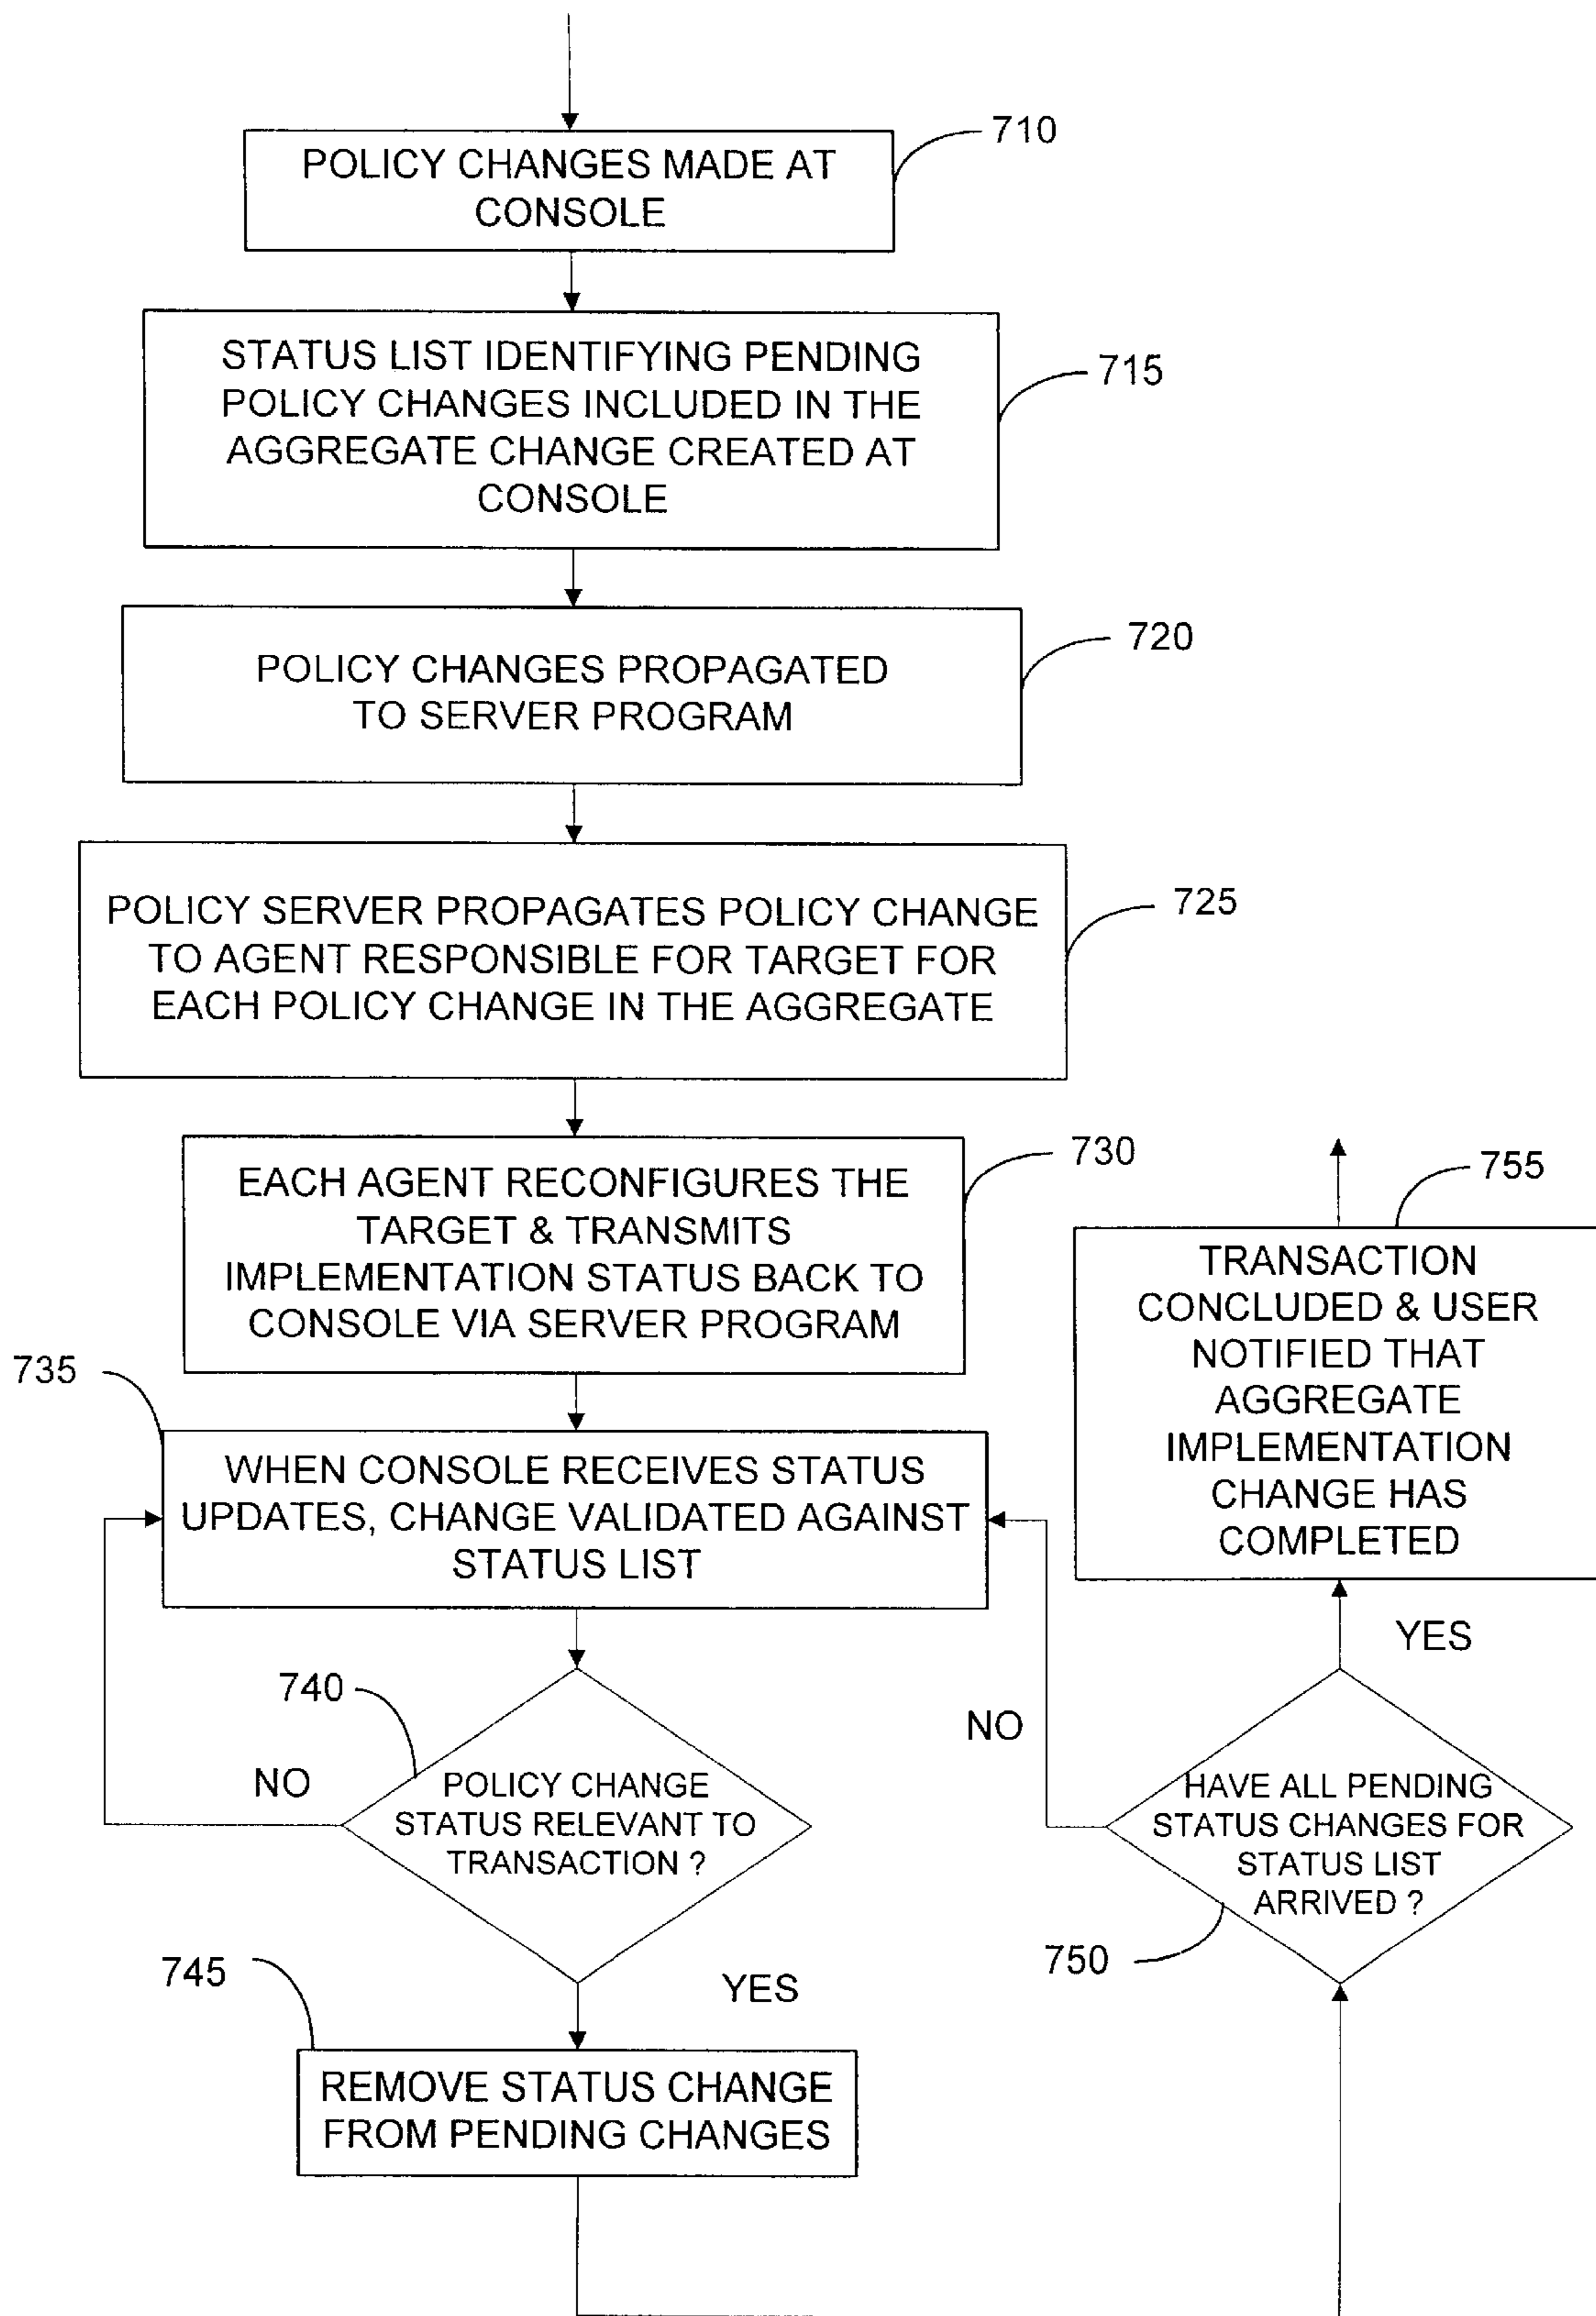 710
POLICY CHANGES MADE AT
CONSOLE
715
STATUS LIST IDENTIFYING PENDING
POLICY CHANGES INCLUDED IN THE
AGGREGATE CHANGE CREATED AT
CONSOLE
720
POLICY CHANGES PROPAGATED
TO SERVER PROGRAM
725
POLICY SERVER PROPAGATES POLICY CHANGE
TO AGENT RESPONSIBLE FOR TARGET FOR
EACH POLICY CHANGE IN THE AGGREGATE
730
EACH AGENT RECONFIGURES THE
TARGET & TRANSMITS
IMPLEMENTATION STATUS BACK TO
CONSOLE VIA SERVER PROGRAM
735
WHEN CONSOLE RECEIVES STATUS
UPDATES, CHANGE VALIDATED AGAINST
STATUS LIST
740
NO
POLICY CHANGE
STATUS RELEVANT TO
TRANSACTION ?
YES
745
REMOVE STATUS CHANGE
FROM PENDING CHANGES
750
HAVE ALL PENDING
STATUS CHANGES FOR
STATUS LIST
ARRIVED ?
NO
YES
755
TRANSACTION
CONCLUDED & USER
NOTIFIED THAT
AGGREGATE
IMPLEMENTATION
CHANGE HAS
COMPLETED